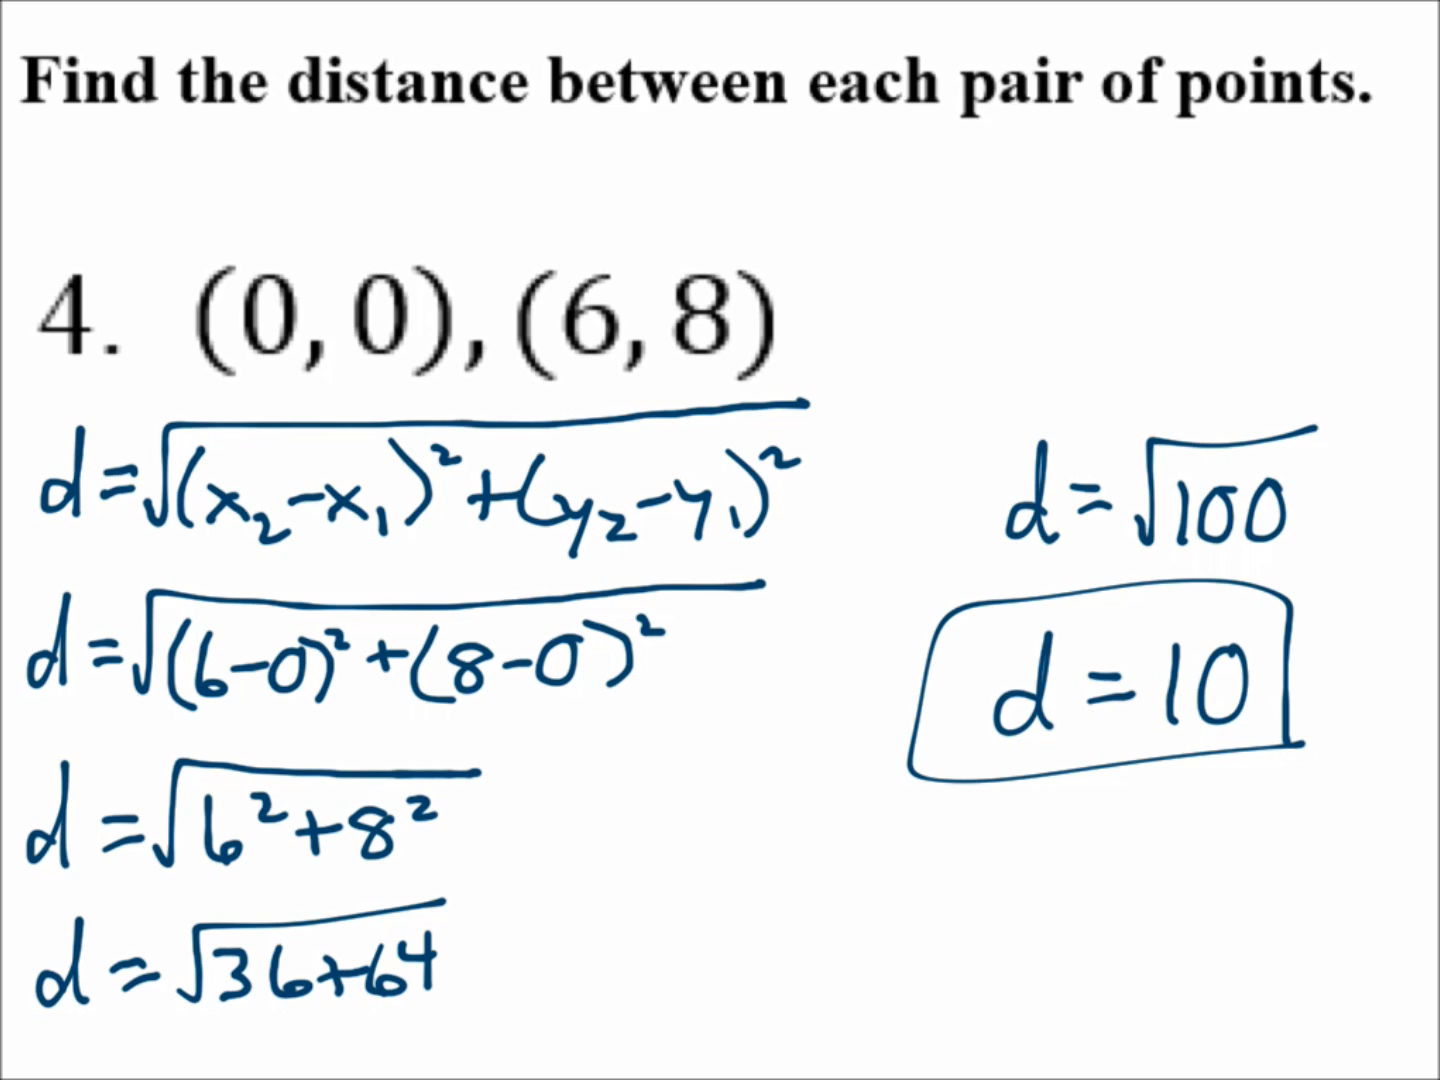 Find the distance between each pair of points.
4. (0, 0), (6, 8)
d=√(x₂-x₁)²+(y₂-y₁)²
d=√(6-0)²+(8-0)²
d=√6²+8²
d=√36+64
d=√100
d=10